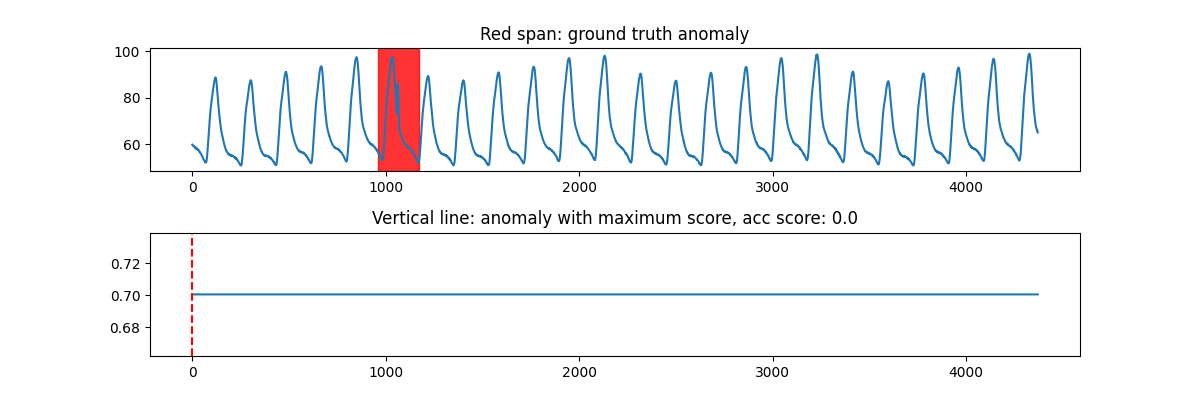 Red span: ground truth anomaly
100
80
60
0 1000 2000 3000 4000
Vertical line: anomaly with maximum score, acc score: 0.0
0.72
0.70
0.68
0 1000 2000 3000 4000